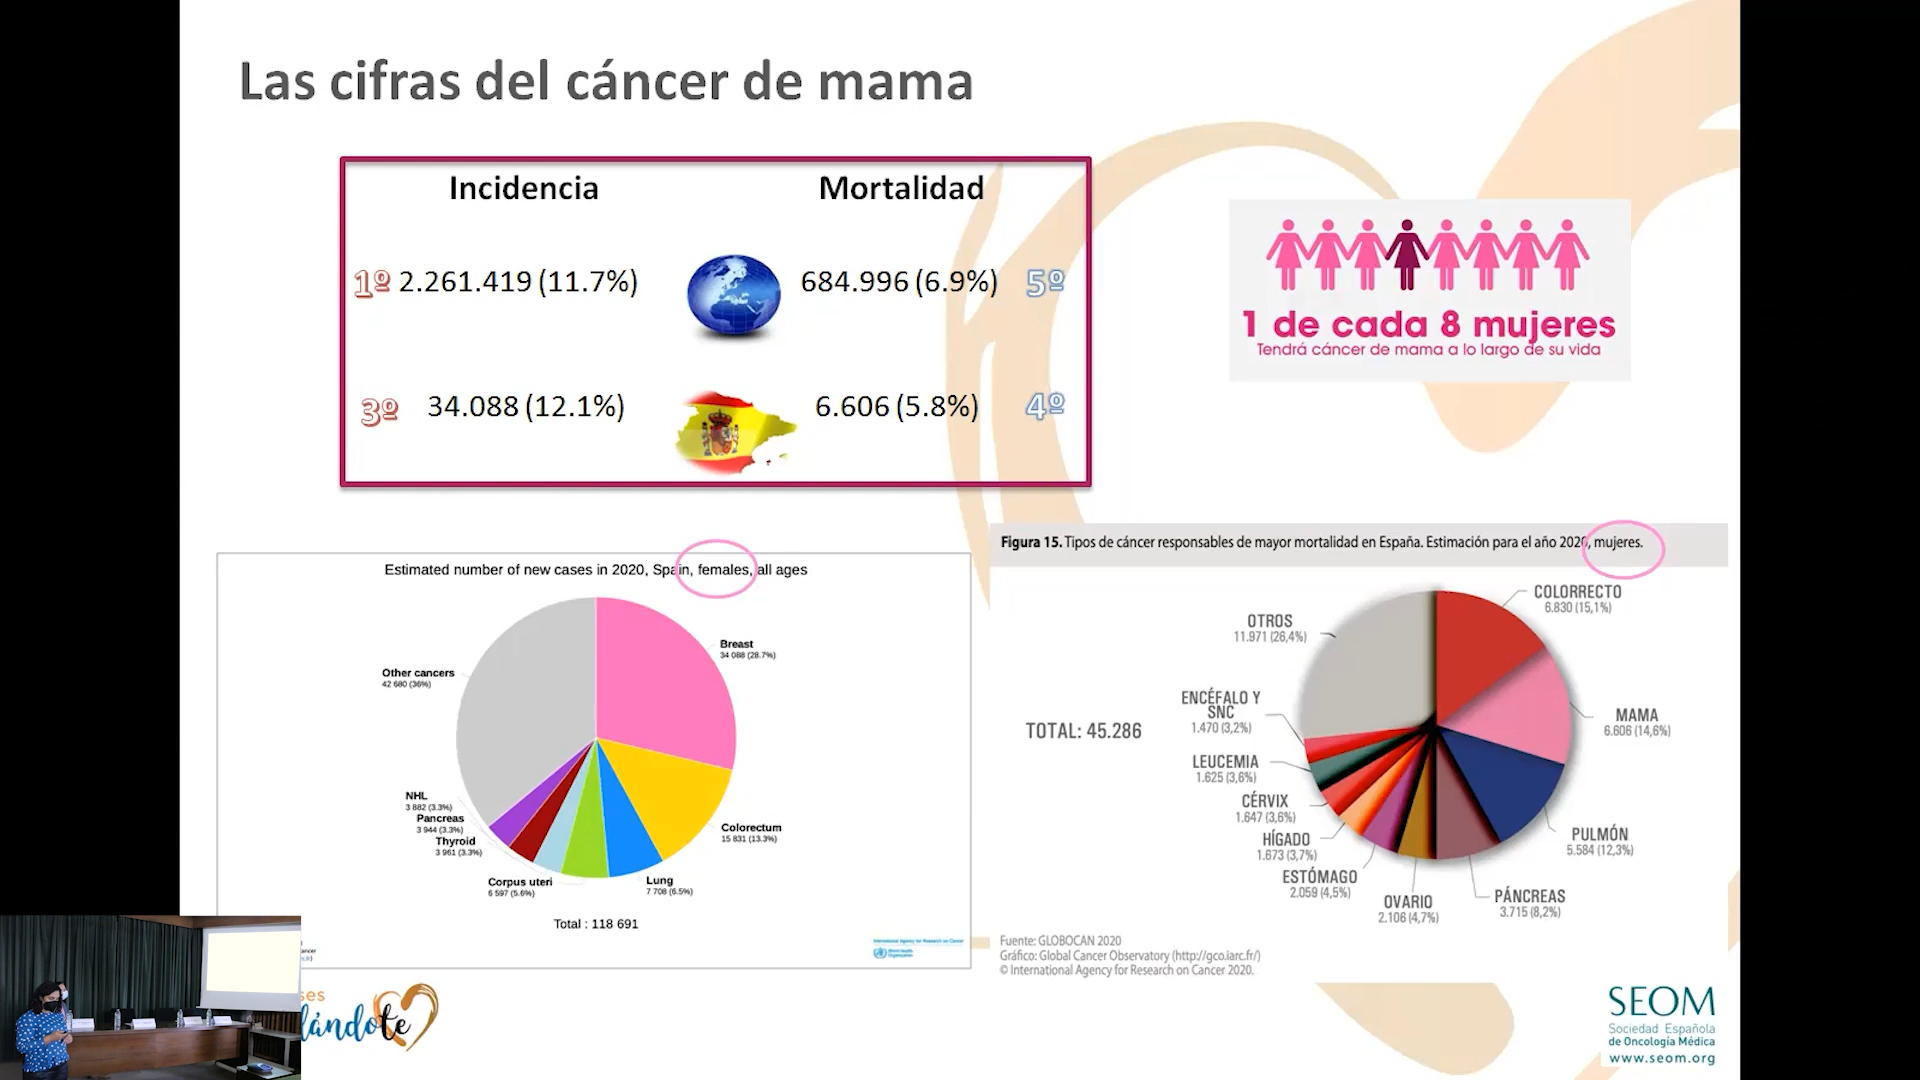 Las cifras del cáncer de mama
Incidencia
Mortalidad
1º 2.261.419 (11.7%)
684.996 (6.9%) 5º
3º 34.088 (12.1%)
6.606 (5.8%) 4º
1 de cada 8 mujeres
Tendrá cáncer de mama a lo largo de su vida
Estimated number of new cases in 2020, Spain, females, all ages
Breast
34 088 (28.7%)
Other cancers
42 680 (36%)
NHL
3 882 (3.3%)
Pancreas
3 944 (3.3%)
Thyroid
3 961 (3.3%)
Corpus uteri
6 597 (5.6%)
Lung
7 708 (6.5%)
Colorectum
15 831 (13.3%)
Total : 118 691
International Agency for Research on Cancer
World Health
Organization
Figura 15. Tipos de cáncer responsables de mayor mortalidad en España. Estimación para el año 2020, mujeres.
COLORRECTO
6.830 (15,1%)
OTROS
11.971 (26,4%)
ENCÉFALO Y
SNC
1.470 (3,2%)
MAMA
6.606 (14,6%)
TOTAL: 45.286
LEUCEMIA
1.625 (3,6%)
CÉRVIX
1.647 (3,6%)
HÍGADO
1.673 (3,7%)
PULMÓN
5.584 (12,3%)
ESTÓMAGO
2.059 (4,5%)
OVARIO
2.106 (4,7%)
PÁNCREAS
3.715 (8,2%)
Fuente: GLOBOCAN 2020
Gráfico: Global Cancer Observatory (http://gco.iarc.fr/)
© International Agency for Research on Cancer 2020.
SEOM
Sociedad Española
de Oncología Médica
www.seom.org